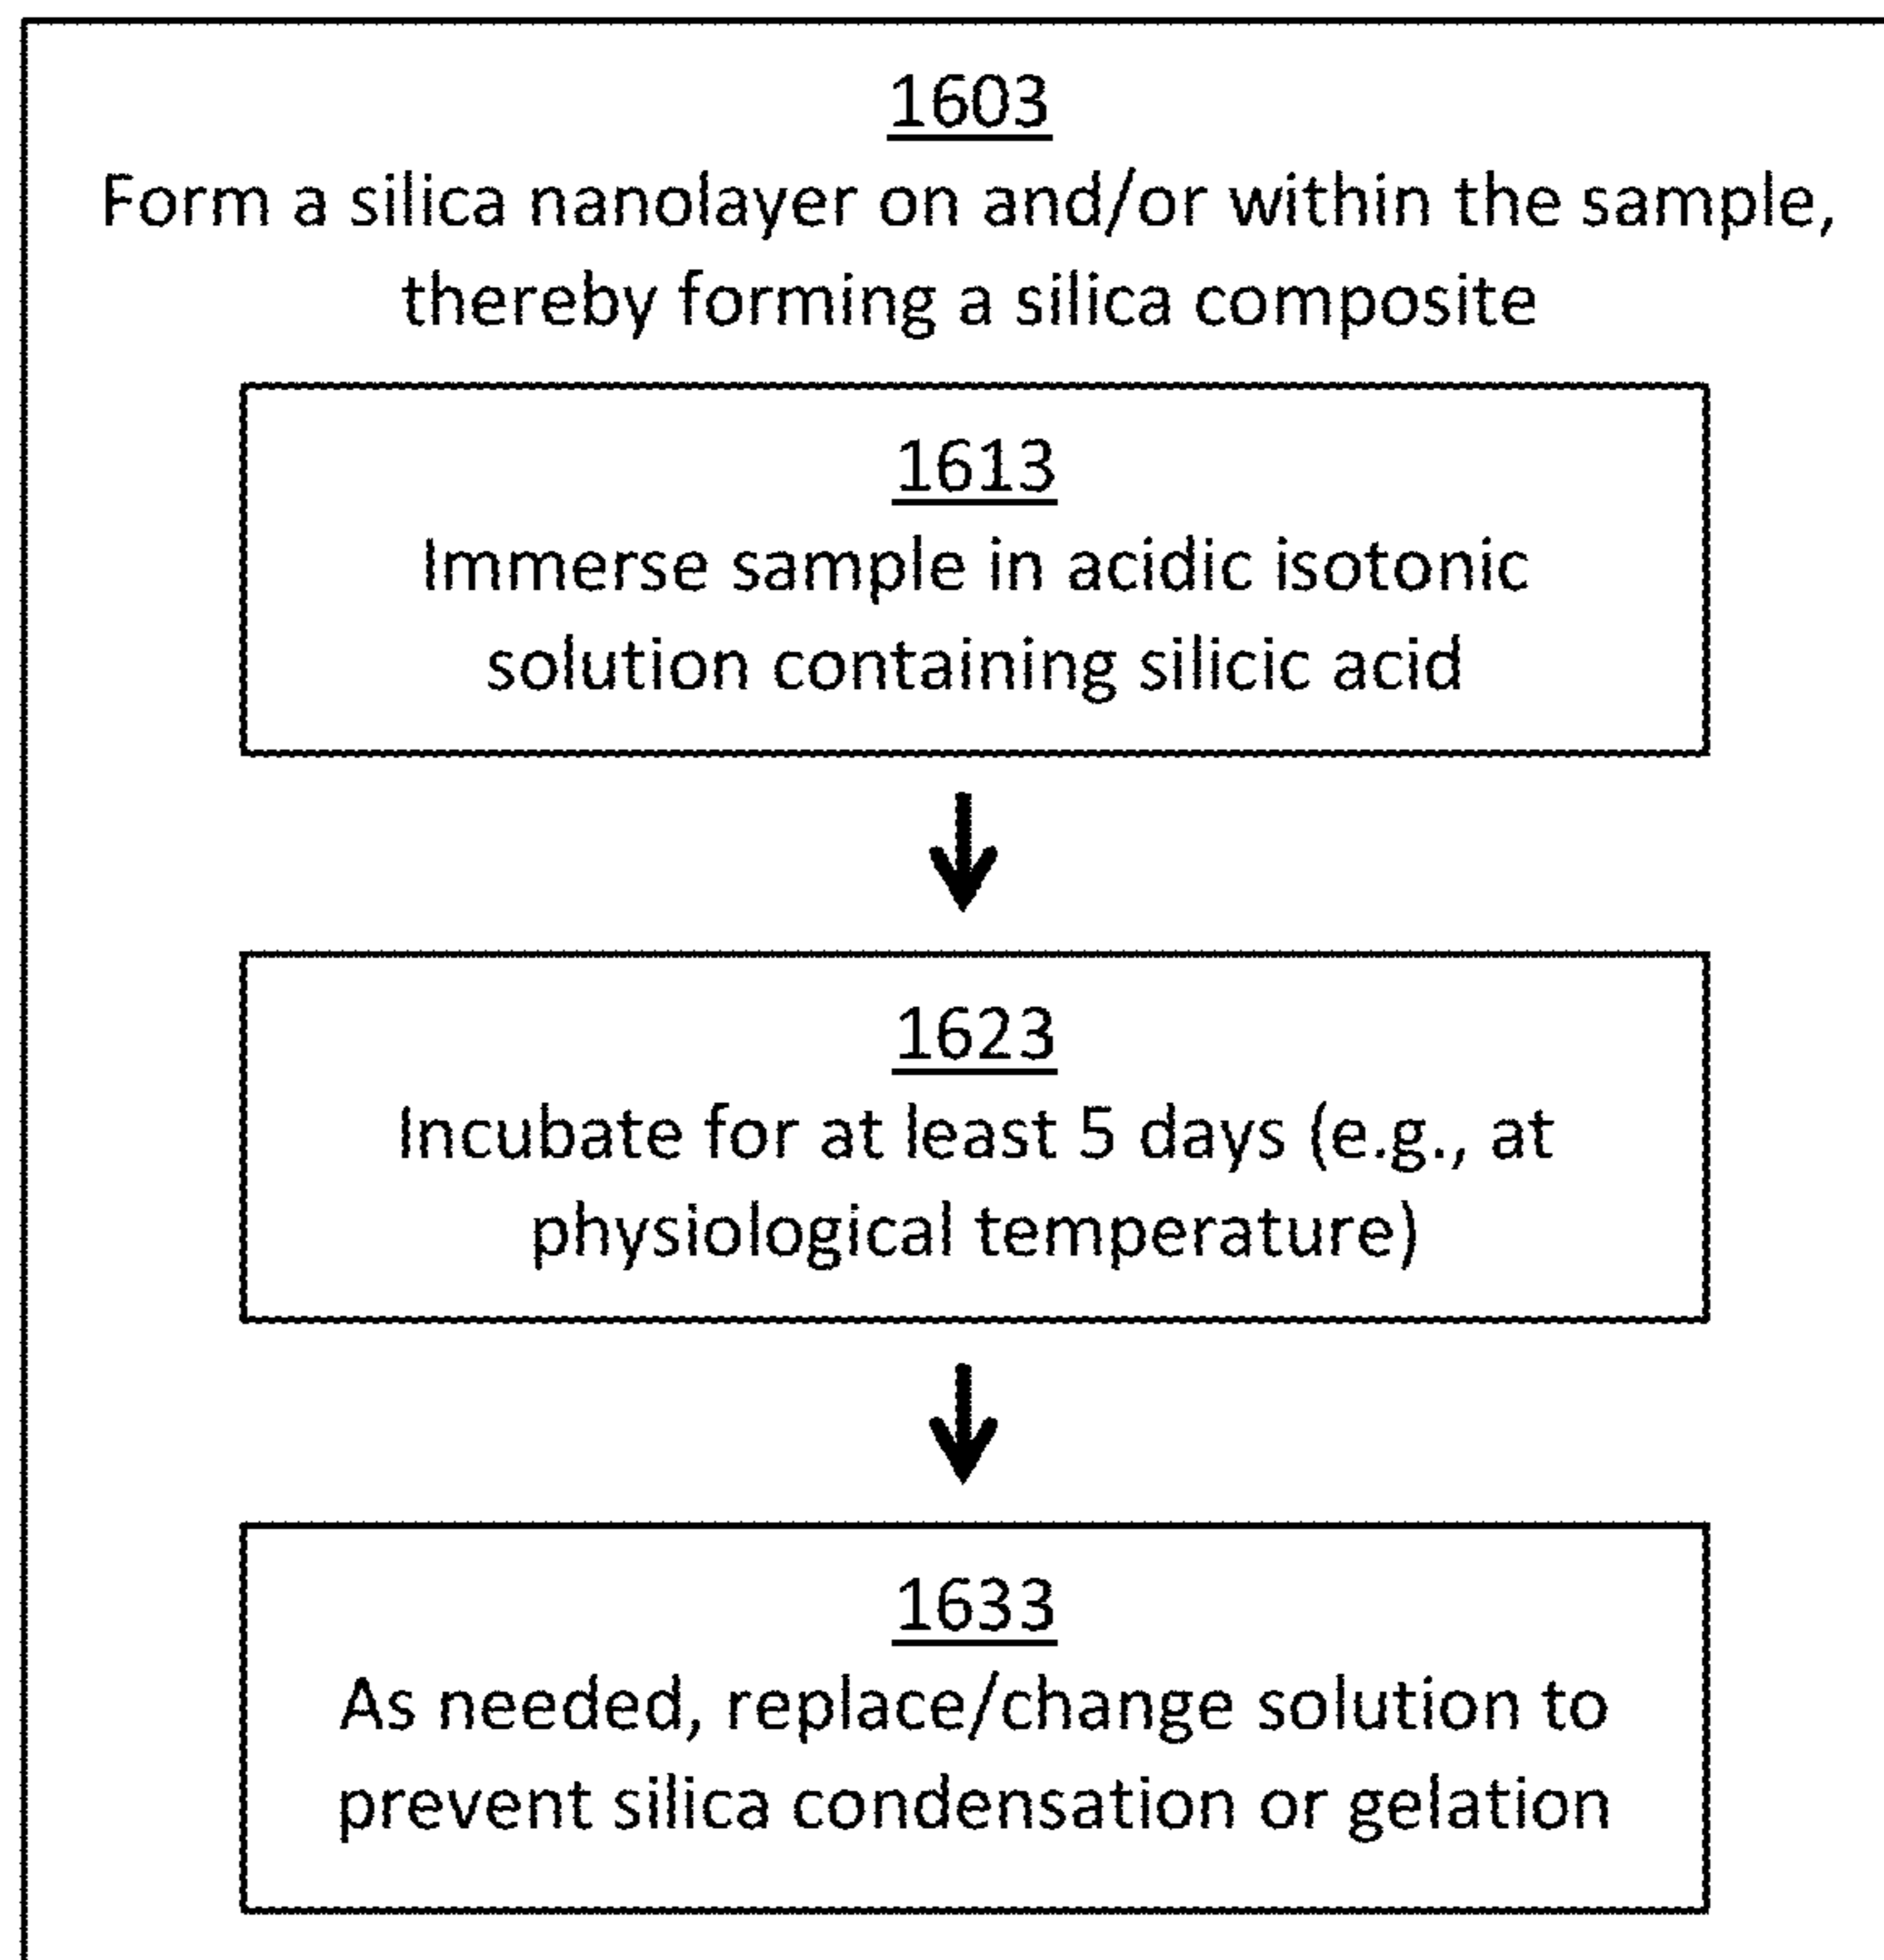 1603
Form a silica nanolayer on and/or within the sample,
thereby forming a silica composite
1613
Immerse sample in acidic isotonic
solution containing silicic acid
1623
Incubate for at least 5 days (e.g., at
physiological temperature)
1633
As needed, replace/change solution to
prevent silica condensation or gelation